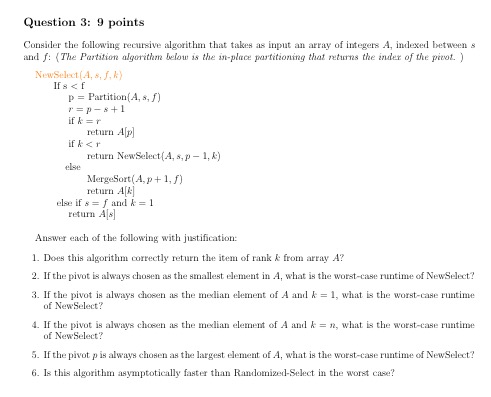 Question 3: 9 points
Consider the following recursive algorithm that takes as input an array of integers A, indexed between s
and f: (The Partition algorithm below is the in-place partitioning that returns the index of the pivot. )
NewSelect(A, s, f, k)
If s < f
p = Partition(A, s, f)
r = p − s + 1
if k = r
return A[p]
if k < r
return NewSelect(A, s, p − 1, k)
else
MergeSort(A, p + 1, f)
return A[k]
else if s = f and k = 1
return A[s]
Answer each of the following with justification:
1. Does this algorithm correctly return the item of rank k from array A?
2. If the pivot is always chosen as the smallest element in A, what is the worst-case runtime of NewSelect?
3. If the pivot is always chosen as the median element of A and k = 1, what is the worst-case runtime
of NewSelect?
4. If the pivot is always chosen as the median element of A and k = n, what is the worst-case runtime
of NewSelect?
5. If the pivot p is always chosen as the largest element of A, what is the worst-case runtime of NewSelect?
6. Is this algorithm asymptotically faster than Randomized-Select in the worst case?